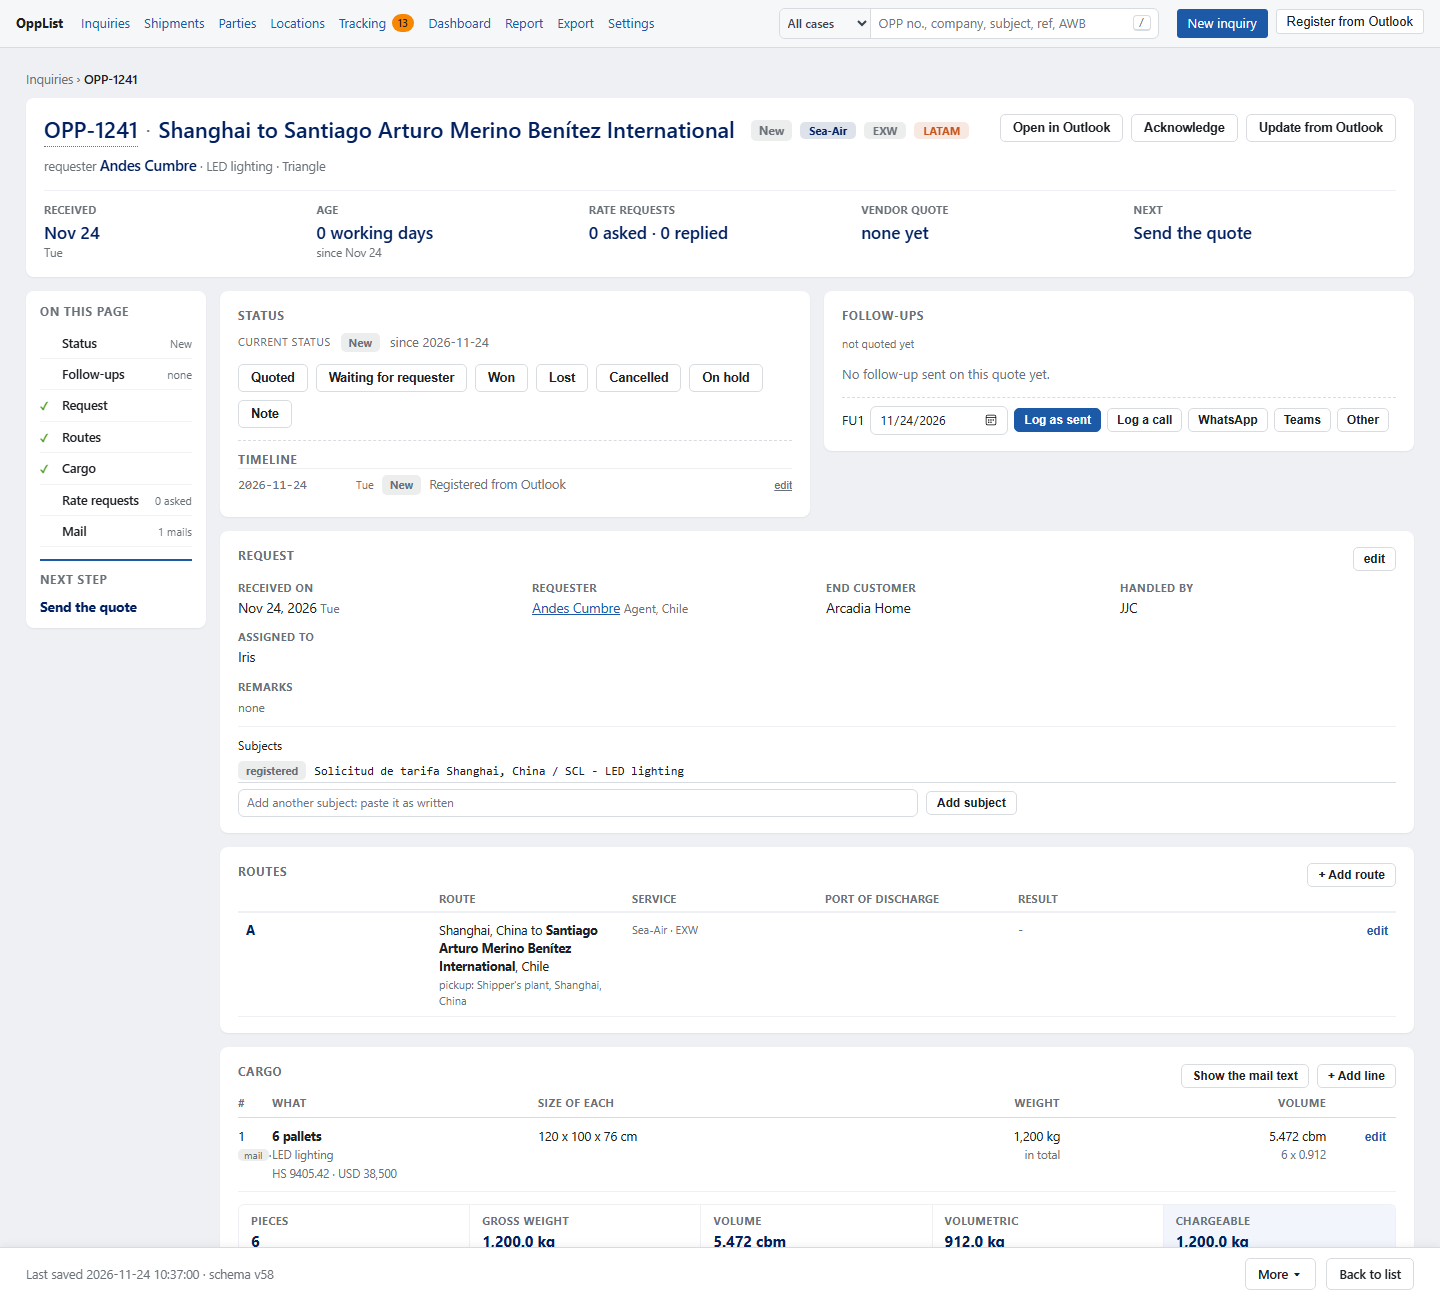 OppList Inquiries Shipments Parties Locations Tracking 13 Dashboard Report Export Settings All cases OPP no., company, subject, ref, AWB / New inquiry Register from Outlook
Inquiries › OPP-1241
OPP-1241 · Shanghai to Santiago Arturo Merino Benítez International New Sea-Air EXW LATAM Open in Outlook Acknowledge Update from Outlook
requester Andes Cumbre · LED lighting · Triangle
RECEIVED AGE RATE REQUESTS VENDOR QUOTE NEXT
Nov 24 0 working days 0 asked · 0 replied none yet Send the quote
Tue since Nov 24
ON THIS PAGE
Status New
Follow-ups none
✓ Request
✓ Routes
✓ Cargo
Rate requests 0 asked
Mail 1 mails
NEXT STEP
Send the quote
STATUS
CURRENT STATUS New since 2026-11-24
Quoted Waiting for requester Won Lost Cancelled On hold
Note
TIMELINE
2026-11-24 Tue New Registered from Outlook edit
FOLLOW-UPS
not quoted yet
No follow-up sent on this quote yet.
FU1 11/24/2026 Log as sent Log a call WhatsApp Teams Other
REQUEST edit
RECEIVED ON REQUESTER END CUSTOMER HANDLED BY
Nov 24, 2026 Tue Andes Cumbre Agent, Chile Arcadia Home JJC
ASSIGNED TO
Iris
REMARKS
none
Subjects
registered Solicitud de tarifa Shanghai, China / SCL - LED lighting
Add another subject: paste it as written Add subject
ROUTES + Add route
ROUTE SERVICE PORT OF DISCHARGE RESULT
A Shanghai, China to Santiago Sea-Air · EXW - edit
Arturo Merino Benítez
International, Chile
pickup: Shipper's plant, Shanghai,
China
CARGO Show the mail text + Add line
# WHAT SIZE OF EACH WEIGHT VOLUME
1 6 pallets 120 x 100 x 76 cm 1,200 kg 5.472 cbm edit
mail · LED lighting in total 6 x 0.912
HS 9405.42 · USD 38,500
PIECES GROSS WEIGHT VOLUME VOLUMETRIC CHARGEABLE
6 1,200.0 kg 5.472 cbm 912.0 kg 1,200.0 kg
Last saved 2026-11-24 10:37:00 · schema v58 More Back to list